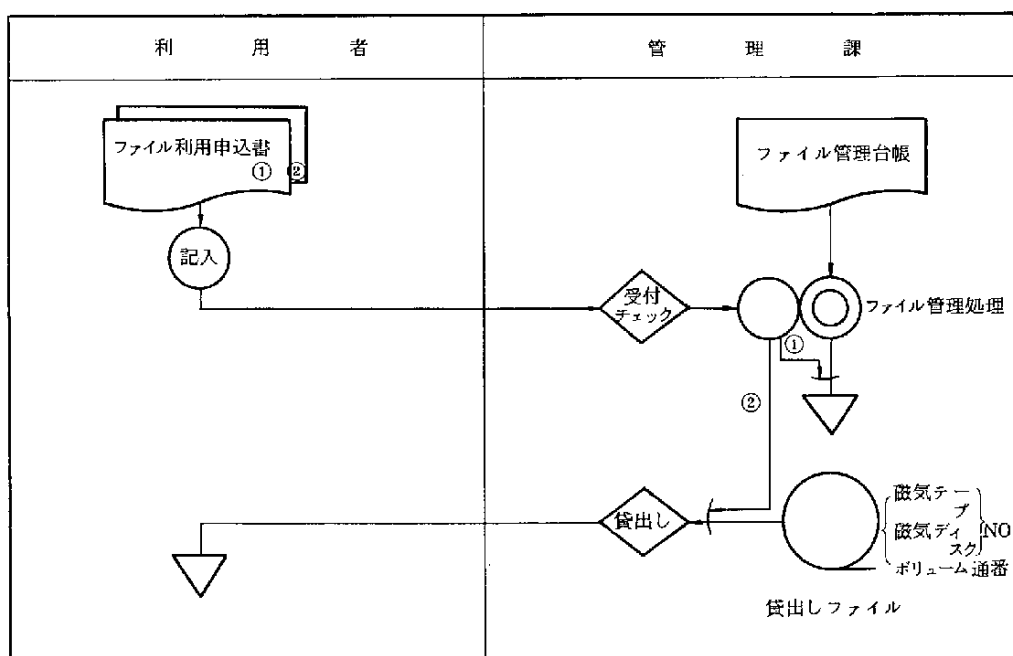 利用者
管理課
ファイル利用申込書
① ②
ファイル管理台帳
記入
受付
チェック
ファイル管理処理
①
②
貸出し
磁気テー
プ
磁気ディ
スク
NO
ボリューム通番
貸出しファイル